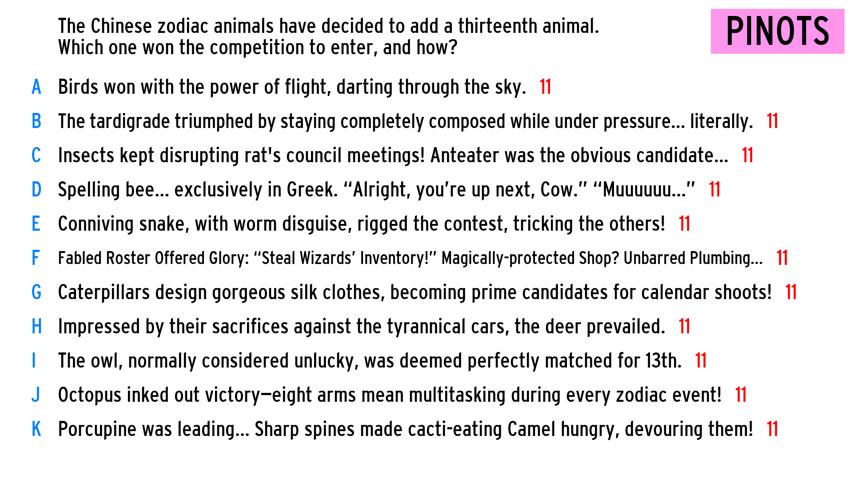 The Chinese zodiac animals have decided to add a thirteenth animal.
Which one won the competition to enter, and how?
PINOTS
A Birds won with the power of flight, darting through the sky. 11
B The tardigrade triumphed by staying completely composed while under pressure... literally. 11
C Insects kept disrupting rat's council meetings! Anteater was the obvious candidate... 11
D Spelling bee... exclusively in Greek. “Alright, you’re up next, Cow.” “Muuuuuu...” 11
E Conniving snake, with worm disguise, rigged the contest, tricking the others! 11
F Fabled Roster Offered Glory: “Steal Wizards’ Inventory!” Magically-protected Shop? Unbarred Plumbing... 11
G Caterpillars design gorgeous silk clothes, becoming prime candidates for calendar shoots! 11
H Impressed by their sacrifices against the tyrannical cars, the deer prevailed. 11
I The owl, normally considered unlucky, was deemed perfectly matched for 13th. 11
J Octopus inked out victory—eight arms mean multitasking during every zodiac event! 11
K Porcupine was leading... Sharp spines made cacti-eating Camel hungry, devouring them! 11